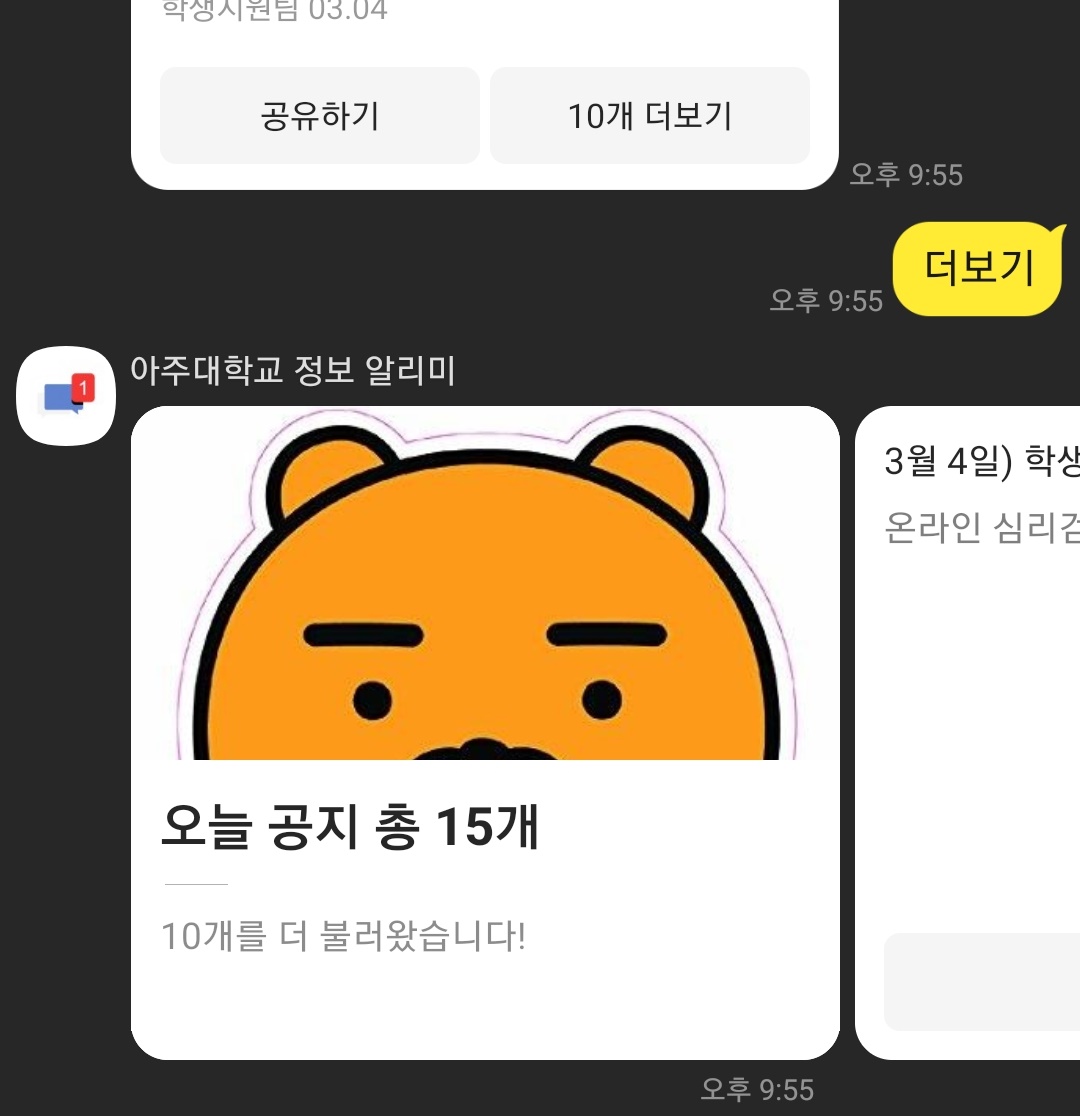 학생지원팀 03.04
공유하기
10개 더보기
오후 9:55
더보기
오후 9:55
1
아주대학교 정보 알리미
3월 4일) 학생
온라인 심리검
오늘 공지 총 15개
10개를 더 불러왔습니다!
오후 9:55